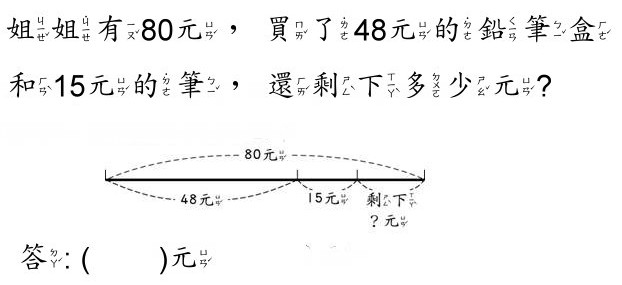 姐姐有80元，買了48元的鉛筆盒
和15元的筆，還剩下多少元?
80元
48元 15元 剩下
?元
答:( )元